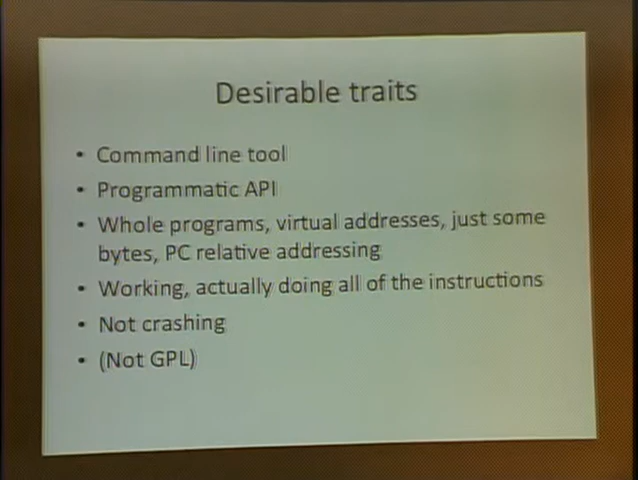 Desirable traits
• Command line tool
• Programmatic API
• Whole programs, virtual addresses, just some
bytes, PC relative addressing
• Working, actually doing all of the instructions
• Not crashing
• (Not GPL)